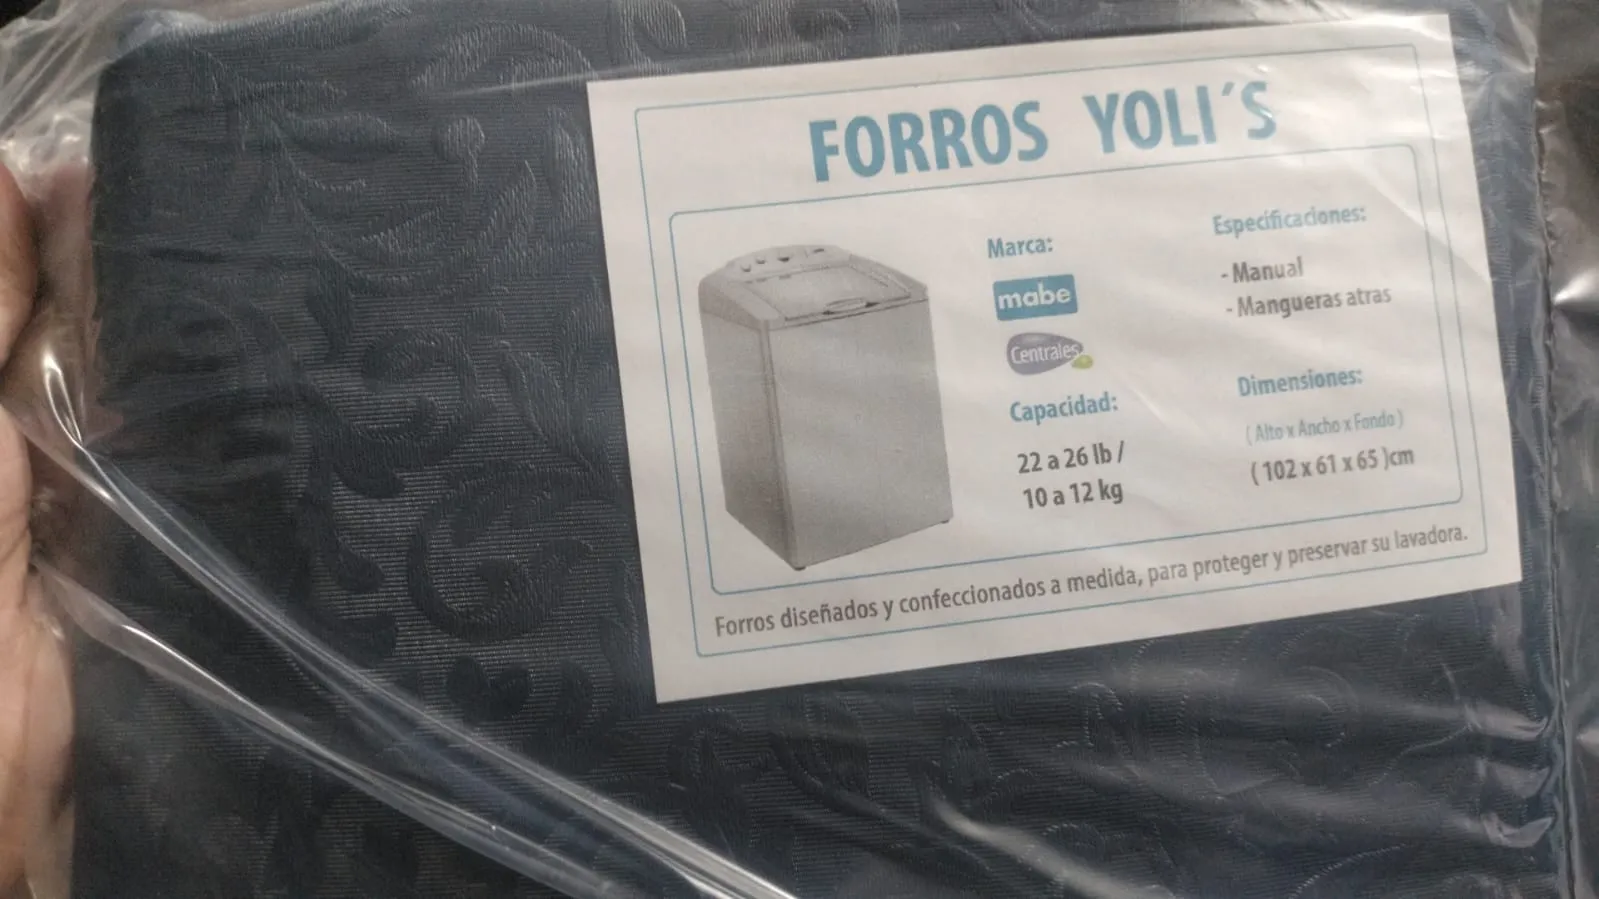 FORROS YOLI´S
Marca:
mabe
Centrales
Capacidad:
22 a 26 lb /
10 a 12 kg
Especificaciones:
- Manual
- Mangueras atras
Dimensiones:
( Alto x Ancho x Fondo )
( 102 x 61 x 65 )cm
Forros diseñados y confeccionados a medida, para proteger y preservar su lavadora.